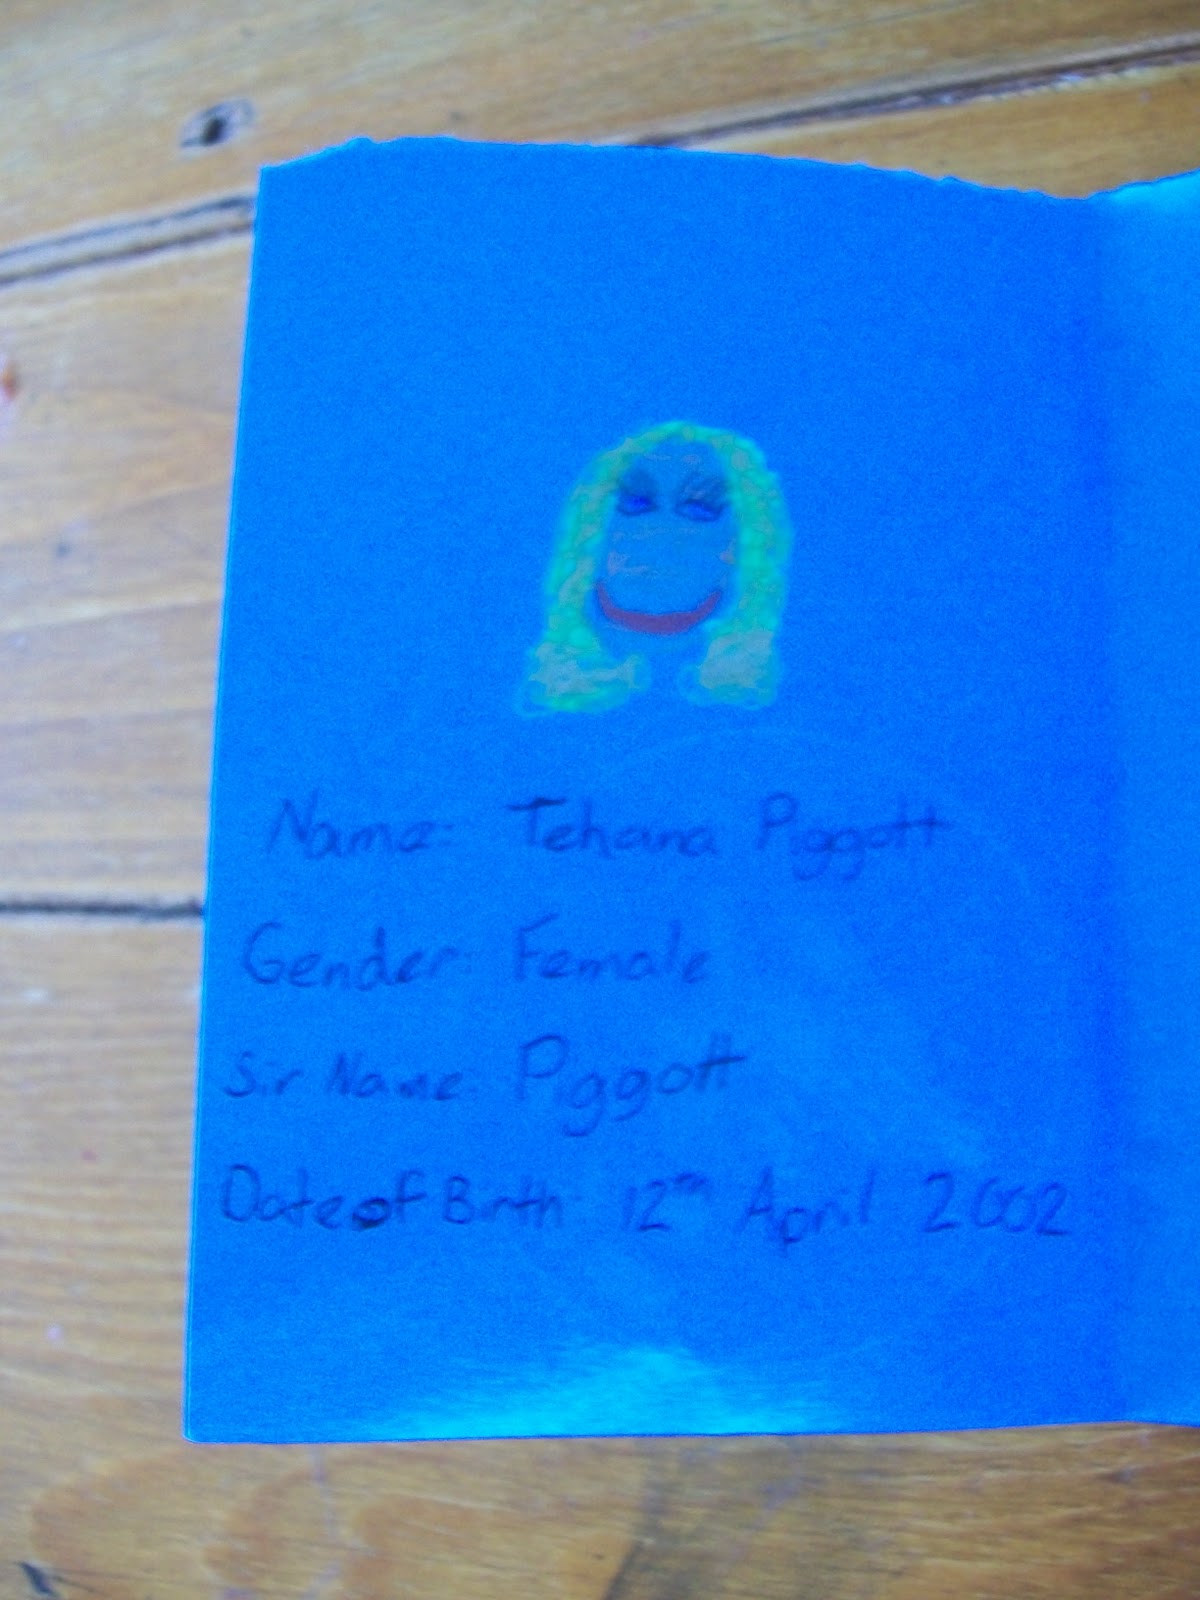 Name: Tehana Piggott
Gender: Female
Sir Name: Piggott
Date of Birth: 12th April 2002